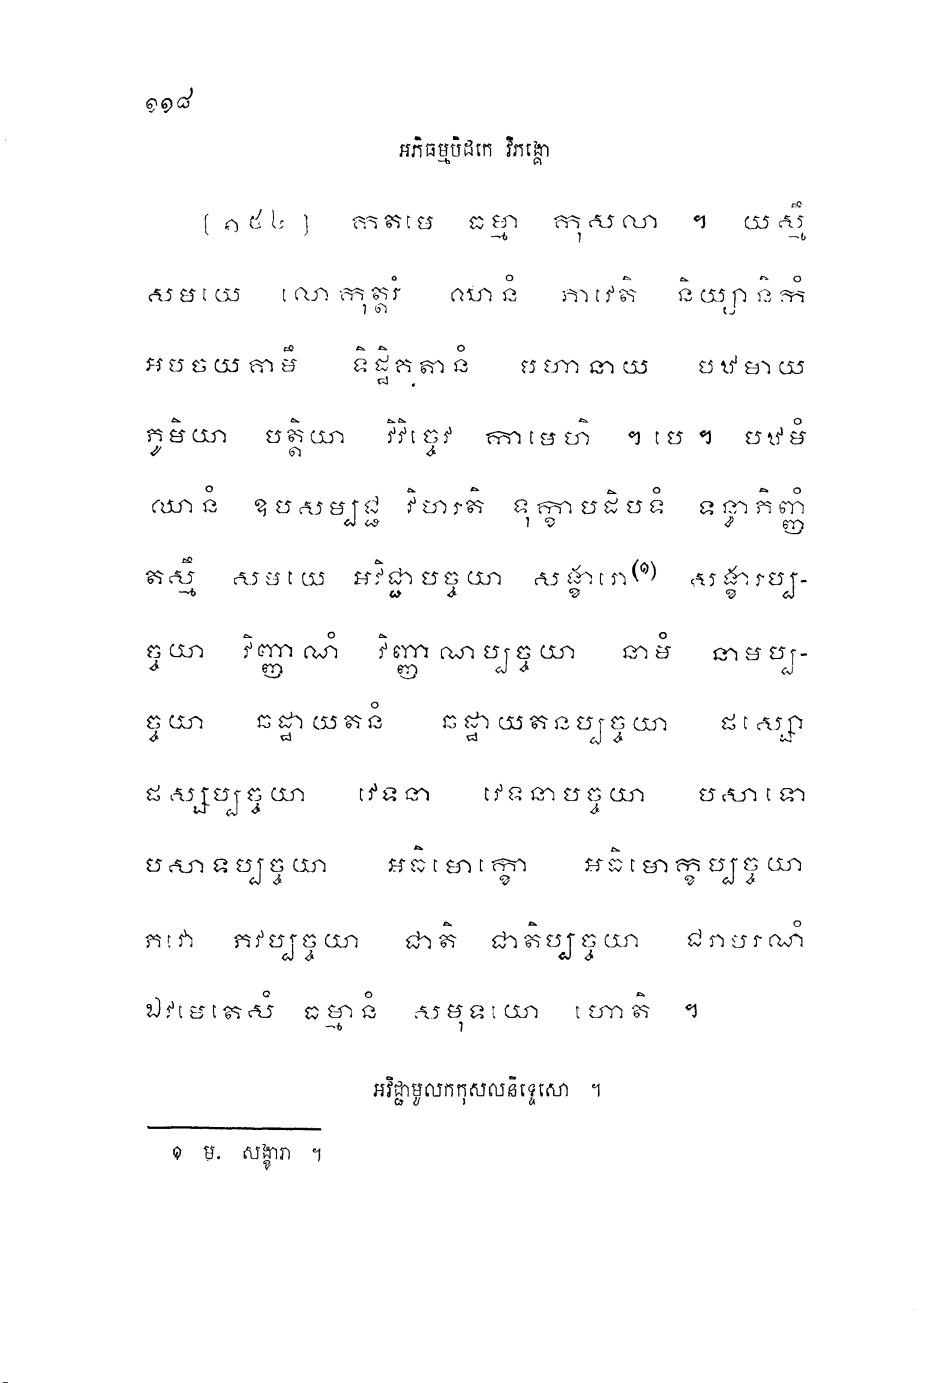 ១១៨
អភិធម្មបិដកេ វិភង្គោ
[១៥៤] កតមេ ធម្មា កុសលា ។ យស្មឹ
សមយេ លោកុត្តរំ ឈានំ ភាវេតិ និយ្យានិកំ
អបចយគាមឹ ទិដ្ឋិគតានំ បហានាយ បឋមាយ
ភូមិយា បត្តិយា វិវិច្ចេវ កាមេហិ ។បេ។ បឋមំ
ឈានំ ឧបសម្បជ្ជ វិហរតិ ទុក្ខាបដិបទំ ទន្ធាភិញ្ញំ
តស្មឹ សមយេ អវិជ្ជាបច្ចយា សង្ខារោ(១) សង្ខារប្ប-
ច្ចយា វិញ្ញាណំ វិញ្ញាណប្បច្ចយា នាមំ នាមប្ប-
ច្ចយា ឆដ្ឋាយតនំ ឆដ្ឋាយតនប្បច្ចយា ផស្សោ
ផស្សប្បច្ចយា វេទនា វេទនាបច្ចយា បសាទោ
បសាទប្បច្ចយា អធិមោក្ខោ អធិមោក្ខប្បច្ចយា
ភវោ ភវប្បច្ចយា ជាតិ ជាតិប្បច្ចយា ជរាមរណំ
ឯវមេតេសំ ធម្មានំ សមុទយោ ហោតិ ។
អវិជ្ជាមូលកកុសលនិទ្ទេសោ ។
១ ម. សង្ខារា ។